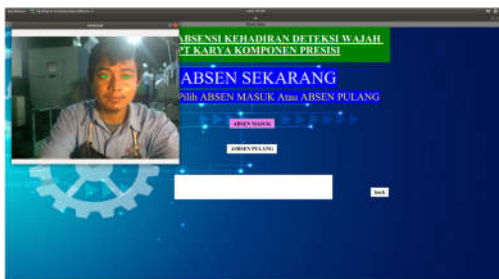 ABSENSI KEHADIRAN DETEKSI WAJAH
PT KARYA KOMPONEN PRESISI
ABSEN SEKARANG
Pilih ABSEN MASUK Atau ABSEN PULANG
ABSEN MASUK
ABSEN PULANG
back